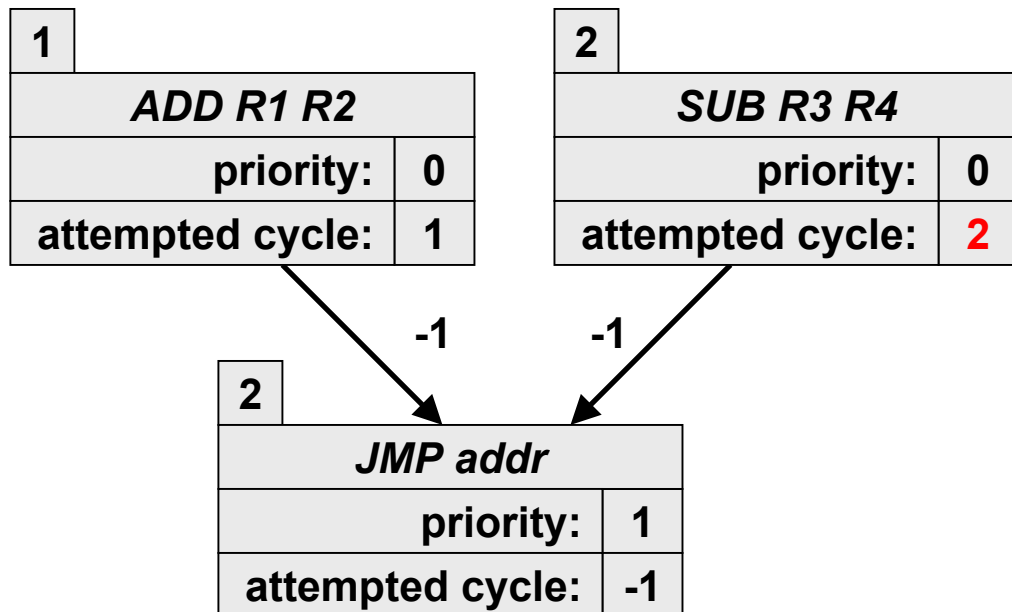 1
ADD R1 R2
priority: 0
attempted cycle: 1
2
SUB R3 R4
priority: 0
attempted cycle: 2
-1
-1
2
JMP addr
priority: 1
attempted cycle: -1